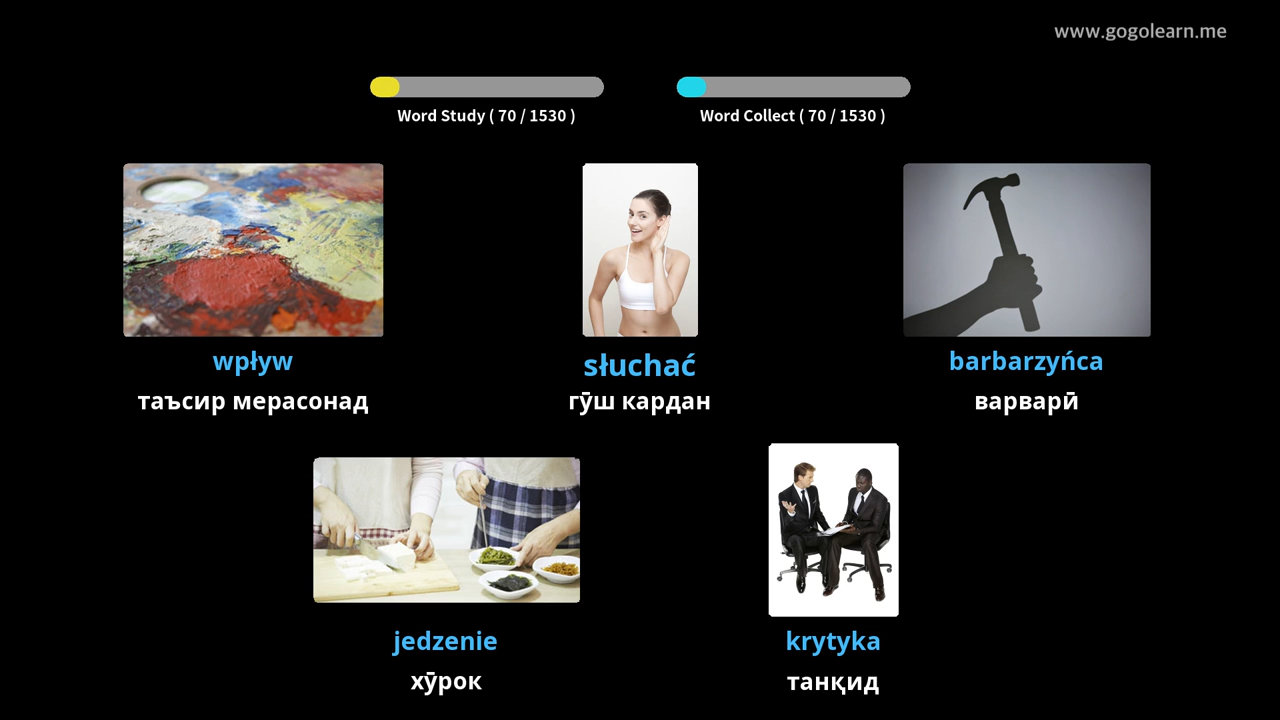 www.gogolearn.me
Word Study ( 70 / 1530 )
Word Collect ( 70 / 1530 )
wpływ
таъсир мерасонад
słuchać
гӯш кардан
barbarzyńca
варварӣ
jedzenie
хӯрок
krytyka
танқид